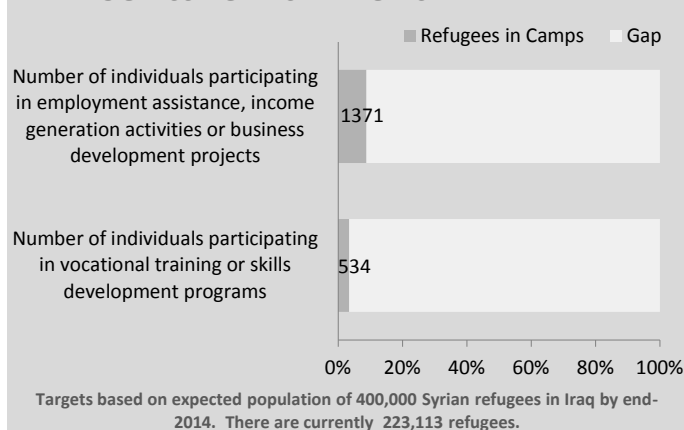 Refugees in Camps Gap
Number of individuals participating
in employment assistance, income
generation activities or business
development projects
1371
Number of individuals participating
in vocational training or skills
development programs
534
0% 20% 40% 60% 80% 100%
Targets based on expected population of 400,000 Syrian refugees in Iraq by end-
2014. There are currently 223,113 refugees.